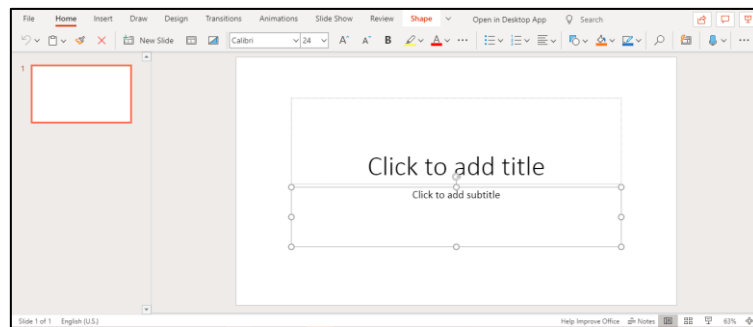 File Home Insert Draw Design Transitions Animations Slide Show Review Shape Open in Desktop App Search
New Slide Calibri 24 A A B A
1
Click to add title
Click to add subtitle
Slide 1 of 1 English (U.S.) Help Improve Office Notes 63%